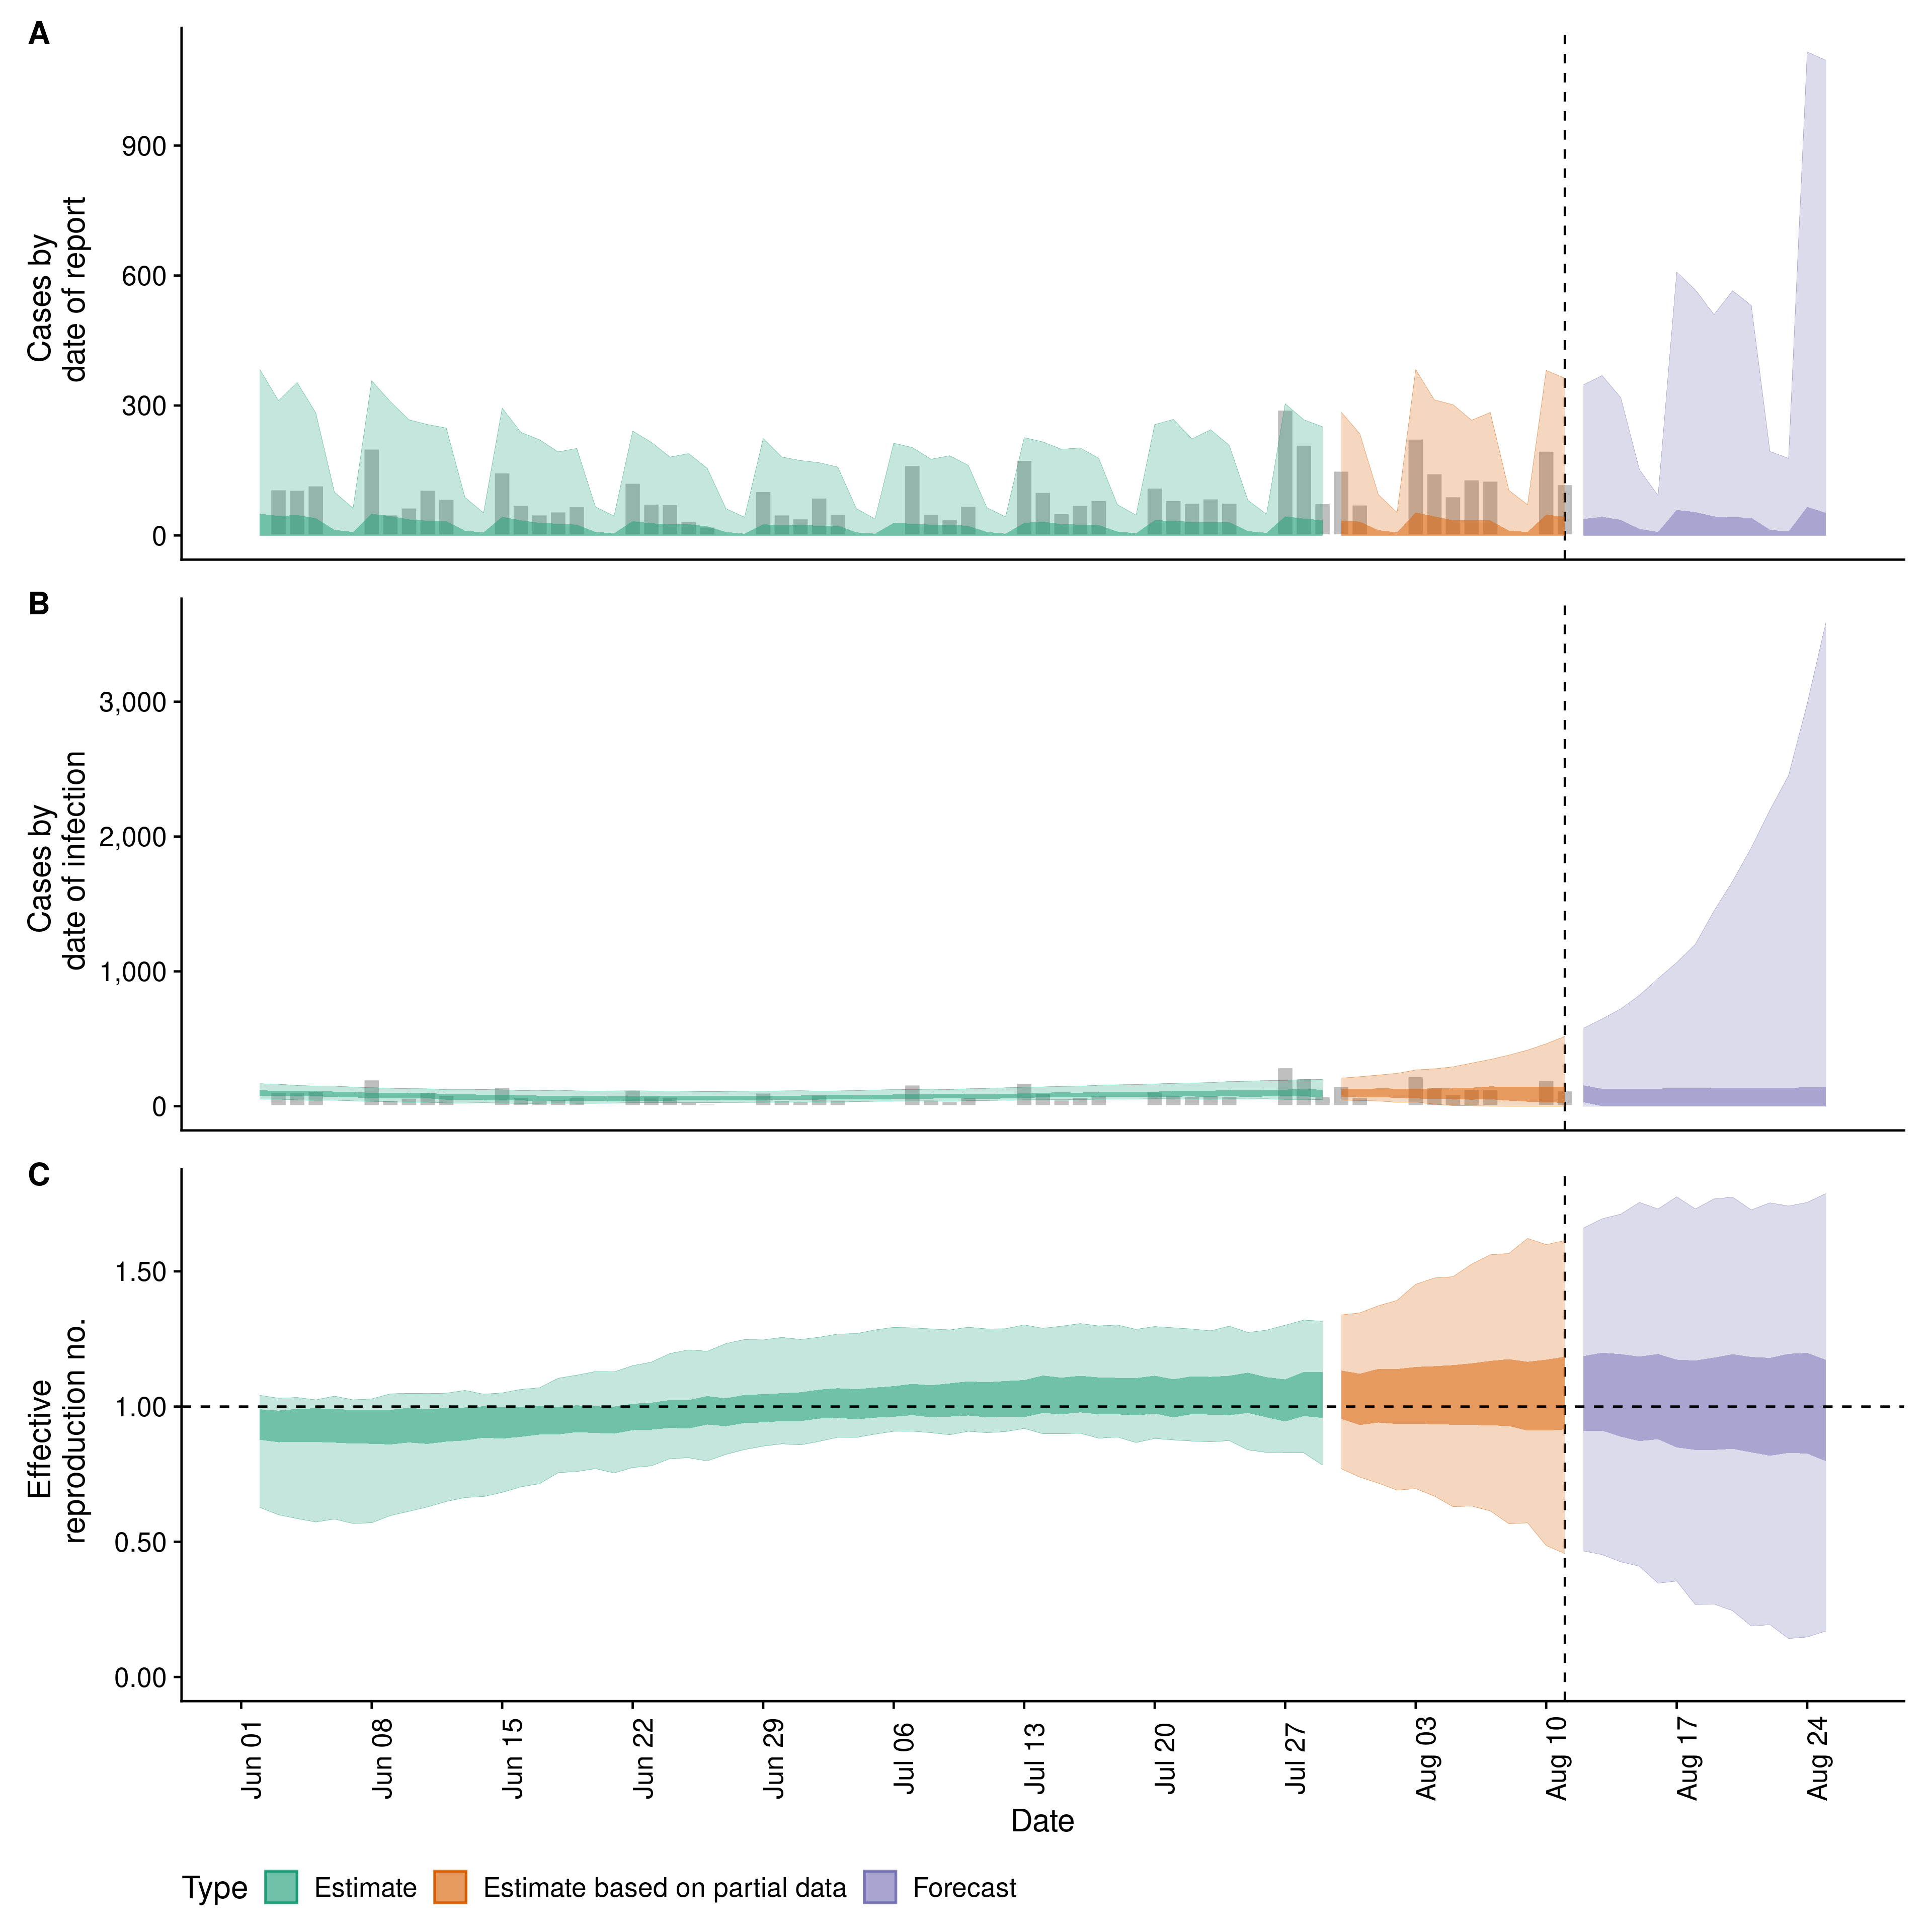 A
Cases by
date of report
900
600
300
0
B
Cases by
date of infection
3,000
2,000
1,000
0
C
Effective
reproduction no.
1.50
1.00
0.50
0.00
Jun 01
Jun 08
Jun 15
Jun 22
Jun 29
Jul 06
Jul 13
Jul 20
Jul 27
Aug 03
Aug 10
Aug 17
Aug 24
Date
Type Estimate Estimate based on partial data Forecast